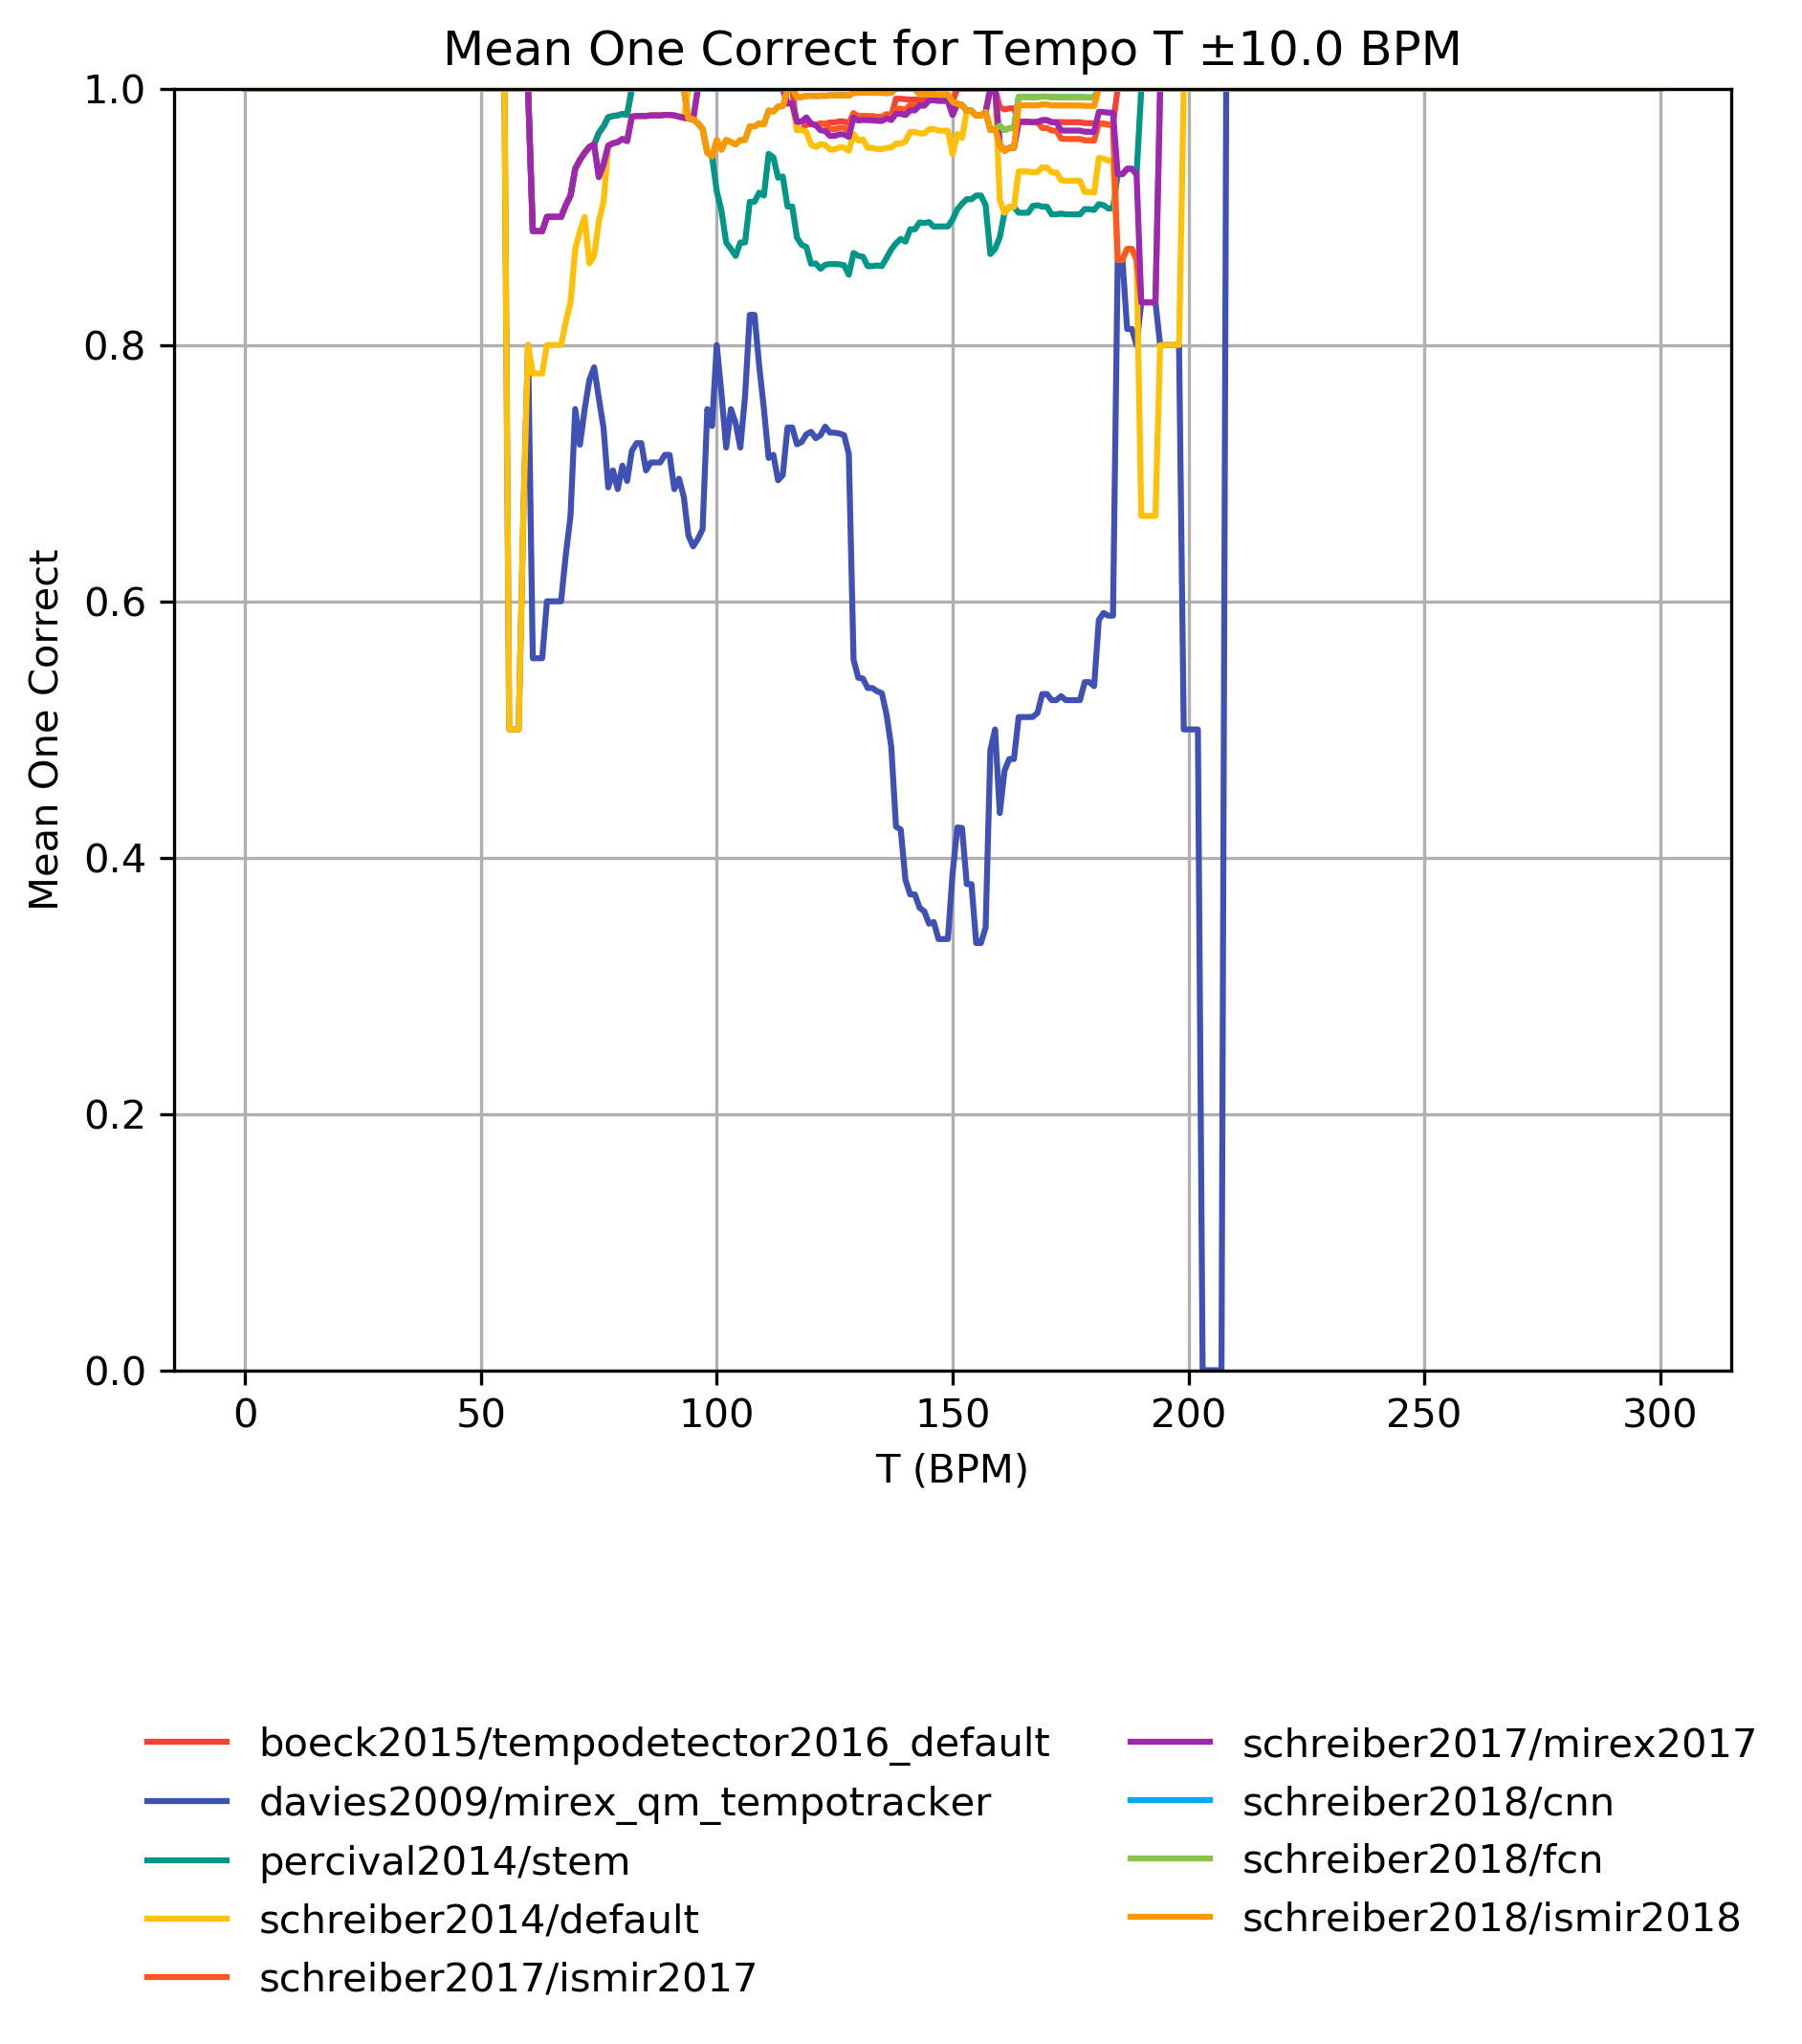 Mean One Correct for Tempo T ±10.0 BPM
1.0
0.8
0.6
0.4
0.2
0.0
Mean One Correct
0 50 100 150 200 250 300
T (BPM)
boeck2015/tempodetector2016_default
davies2009/mirex_qm_tempotracker
percival2014/stem
schreiber2014/default
schreiber2017/ismir2017
schreiber2017/mirex2017
schreiber2018/cnn
schreiber2018/fcn
schreiber2018/ismir2018